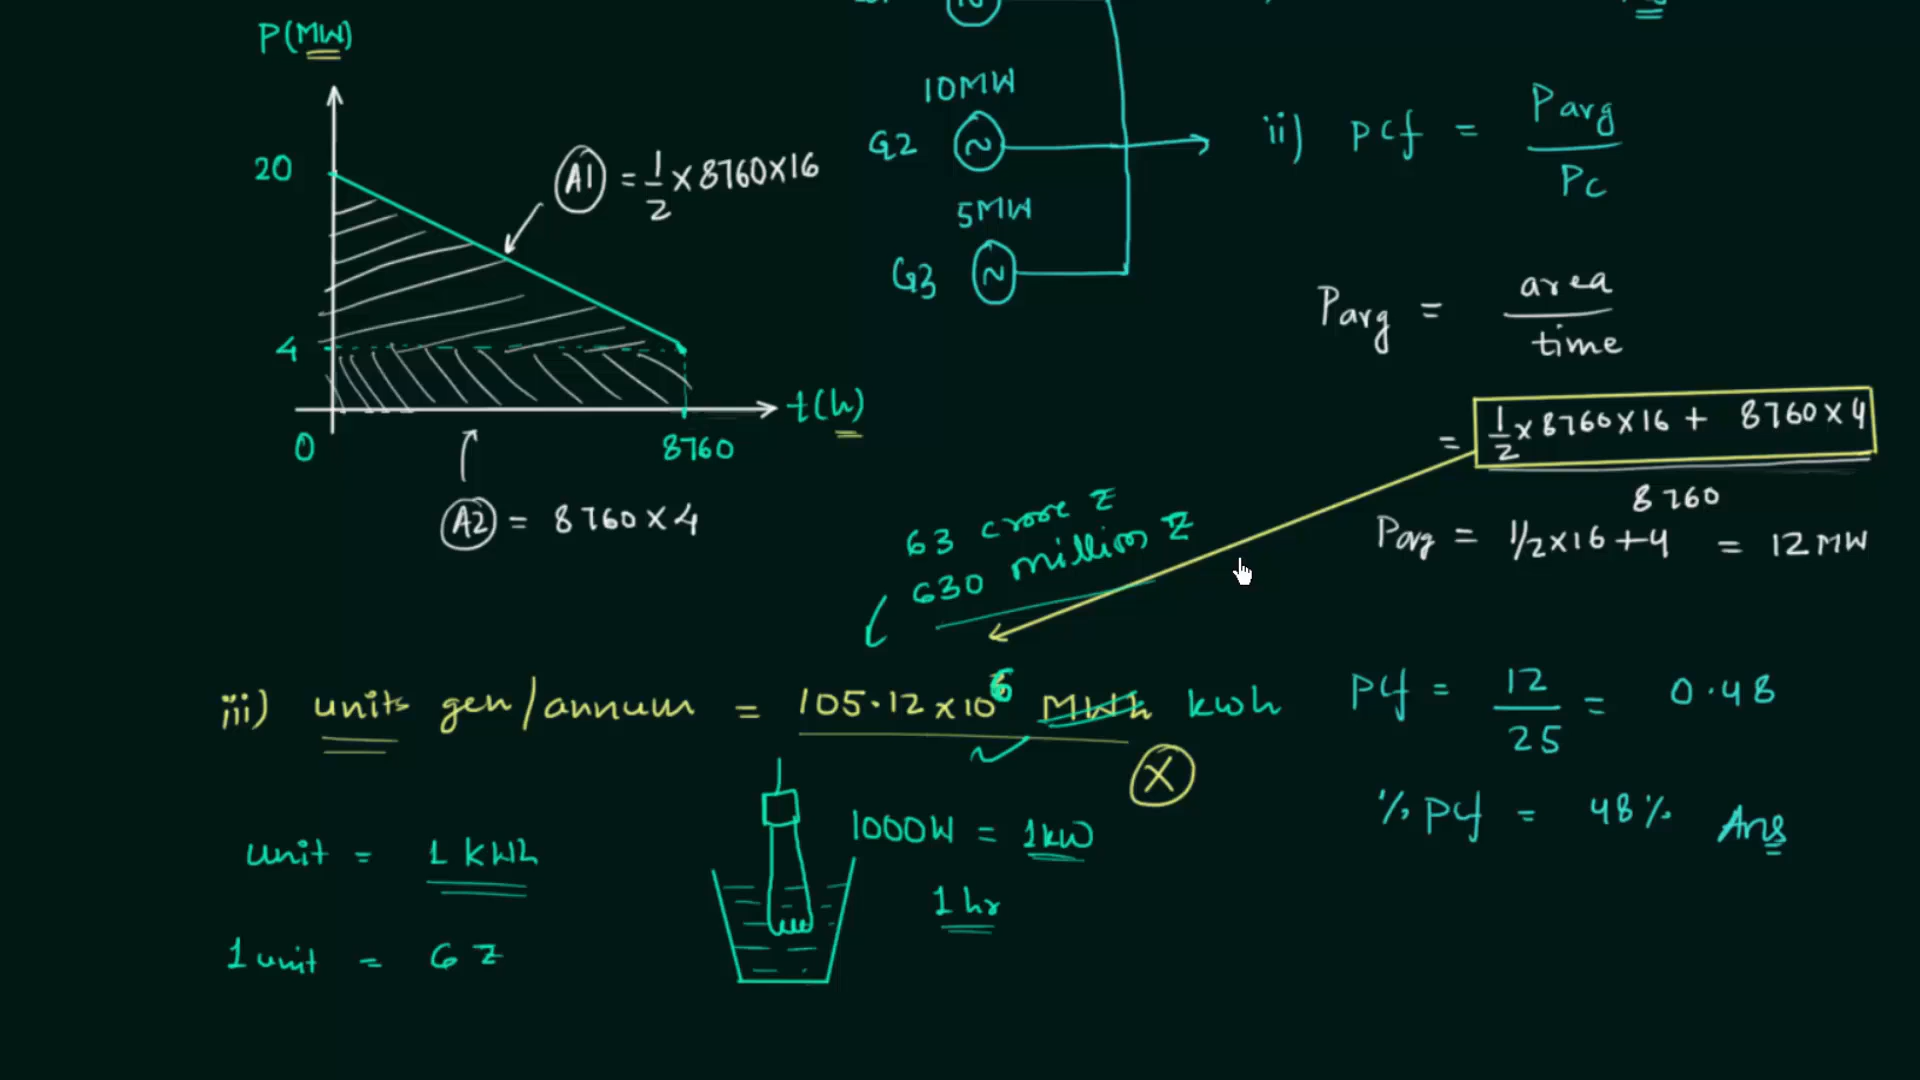 P(MW)
20
A1 = 1/2 × 8760×16
4
0
8760
t(h)
A2 = 8760×4
10MW
G2 ~
5MW
G3 ~
ii) pcf = Pavg / Pc
Pavg = area / time
= 1/2 × 8760×16 + 8760×4
8760
Pavg = 1/2×16+4 = 12MW
63 crore ₹
630 million ₹
iii) units gen/annum = 105.12×10⁶ MWh kwh
X
unit = 1 kWh
1000W = 1kW
1 hr
1 unit = 6 ₹
Pcf = 12 / 25 = 0.48
% Pcf = 48% Ans